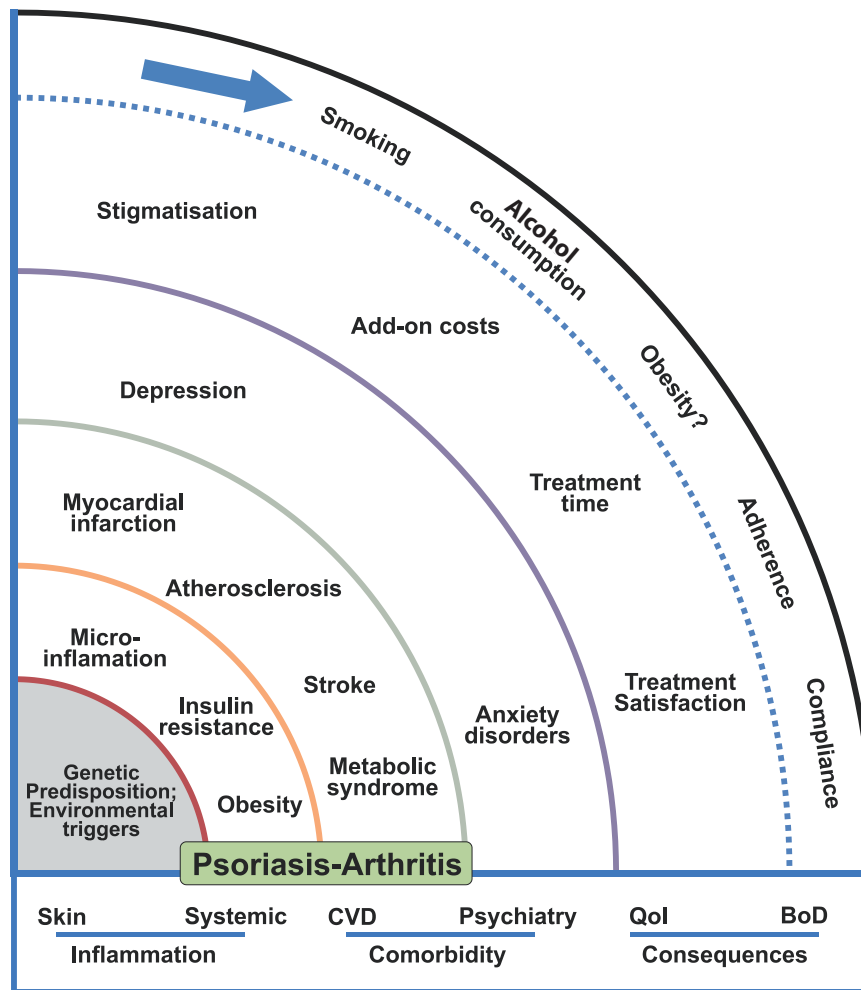 Smoking
Alcohol
consumption
Obesity?
Adherence
Compliance
Stigmatisation
Add-on costs
Treatment
time
Treatment
Satisfaction
Depression
Anxiety
disorders
Myocardial
infarction
Atherosclerosis
Stroke
Metabolic
syndrome
Micro-
inflamation
Insulin
resistance
Obesity
Genetic
Predisposition;
Environmental
triggers
Psoriasis-Arthritis
Skin Systemic CVD Psychiatry Qol BoD
Inflammation Comorbidity Consequences